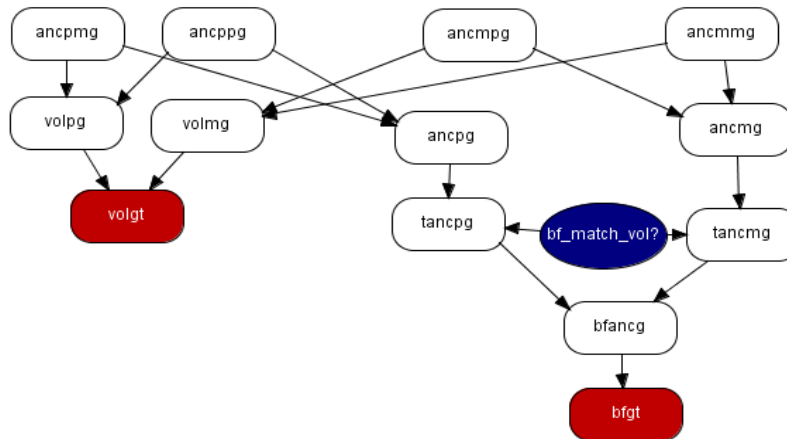 ancpmg
ancppg
ancmpg
ancmmg
volpg
volmg
ancpg
ancmg
volgt
tancpg
bf_match_vol?
tancmg
bfancg
bfgt